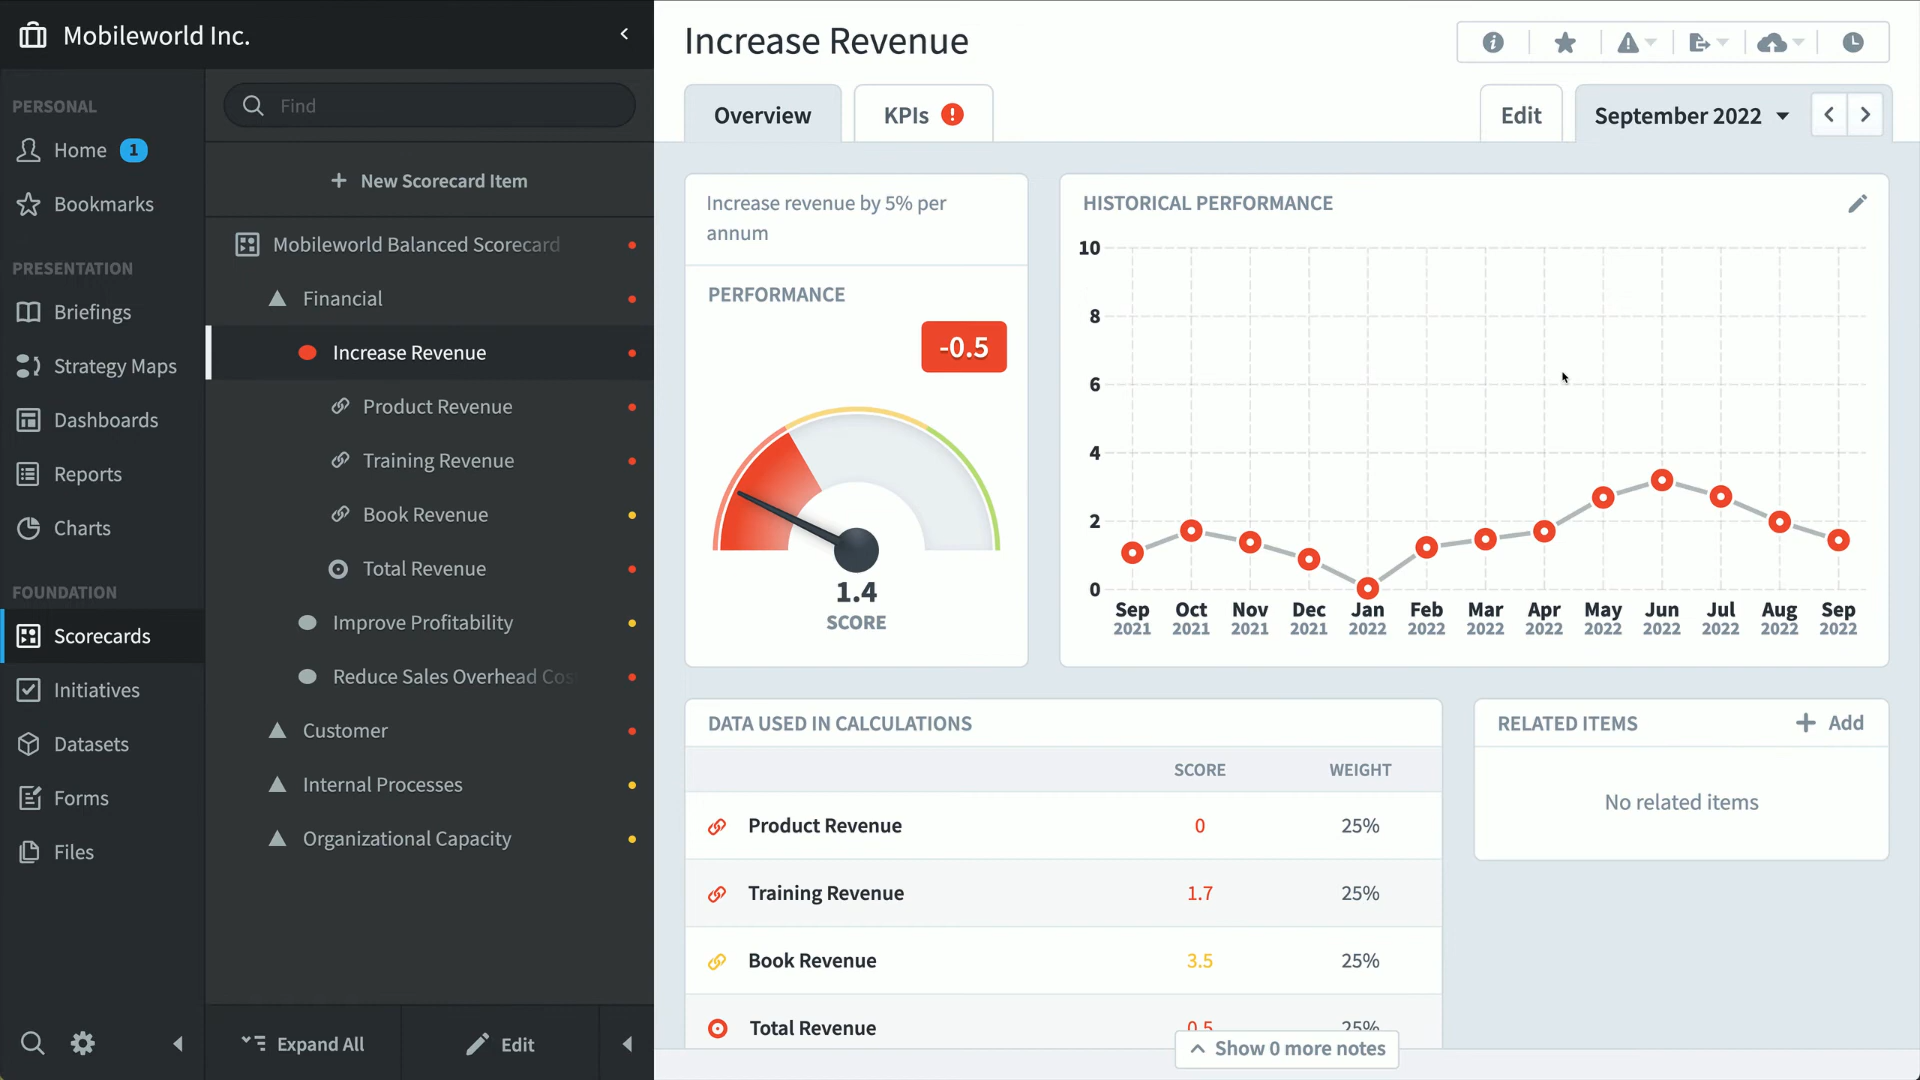 Mobileworld Inc.
PERSONAL
Home 1
Bookmarks
PRESENTATION
Briefings
Strategy Maps
Dashboards
Reports
Charts
FOUNDATION
Scorecards
Initiatives
Datasets
Forms
Files
Find
+ New Scorecard Item
Mobileworld Balanced Scorecard
Financial
Increase Revenue
Product Revenue
Training Revenue
Book Revenue
Total Revenue
Improve Profitability
Reduce Sales Overhead Cos
Customer
Internal Processes
Organizational Capacity
Expand All
Edit
Increase Revenue
Overview
KPIs !
Edit
September 2022
Increase revenue by 5% per
annum
PERFORMANCE
-0.5
1.4
SCORE
HISTORICAL PERFORMANCE
10
8
6
4
2
0
Sep Oct Nov Dec Jan Feb Mar Apr May Jun Jul Aug Sep
2021 2021 2021 2021 2022 2022 2022 2022 2022 2022 2022 2022 2022
DATA USED IN CALCULATIONS
SCORE WEIGHT
Product Revenue 0 25%
Training Revenue 1.7 25%
Book Revenue 3.5 25%
Total Revenue 0.5 25%
RELATED ITEMS
+ Add
No related items
Show 0 more notes